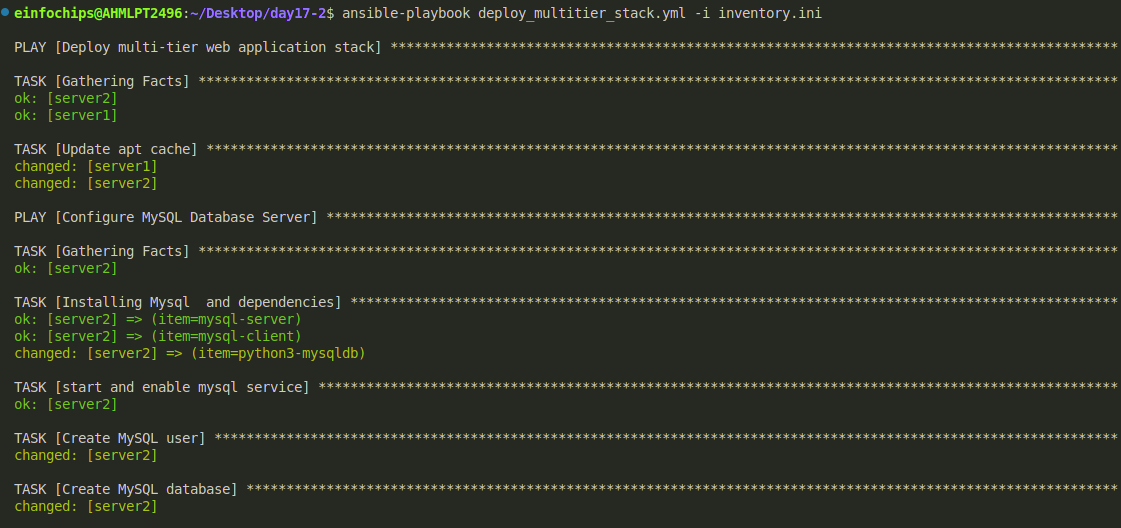 einfochips@AHMLPT2496:~/Desktop/day17-2$ ansible-playbook deploy_multitier_stack.yml -i inventory.ini
PLAY [Deploy multi-tier web application stack] *******************************************************************************************
TASK [Gathering Facts] *******************************************************************************************************************
ok: [server2]
ok: [server1]
TASK [Update apt cache] ******************************************************************************************************************
changed: [server1]
changed: [server2]
PLAY [Configure MySQL Database Server] ***************************************************************************************************
TASK [Gathering Facts] *******************************************************************************************************************
ok: [server2]
TASK [Installing Mysql  and dependencies] ************************************************************************************************
ok: [server2] => (item=mysql-server)
ok: [server2] => (item=mysql-client)
changed: [server2] => (item=python3-mysqldb)
TASK [start and enable mysql service] ****************************************************************************************************
ok: [server2]
TASK [Create MySQL user] *****************************************************************************************************************
changed: [server2]
TASK [Create MySQL database] *************************************************************************************************************
changed: [server2]